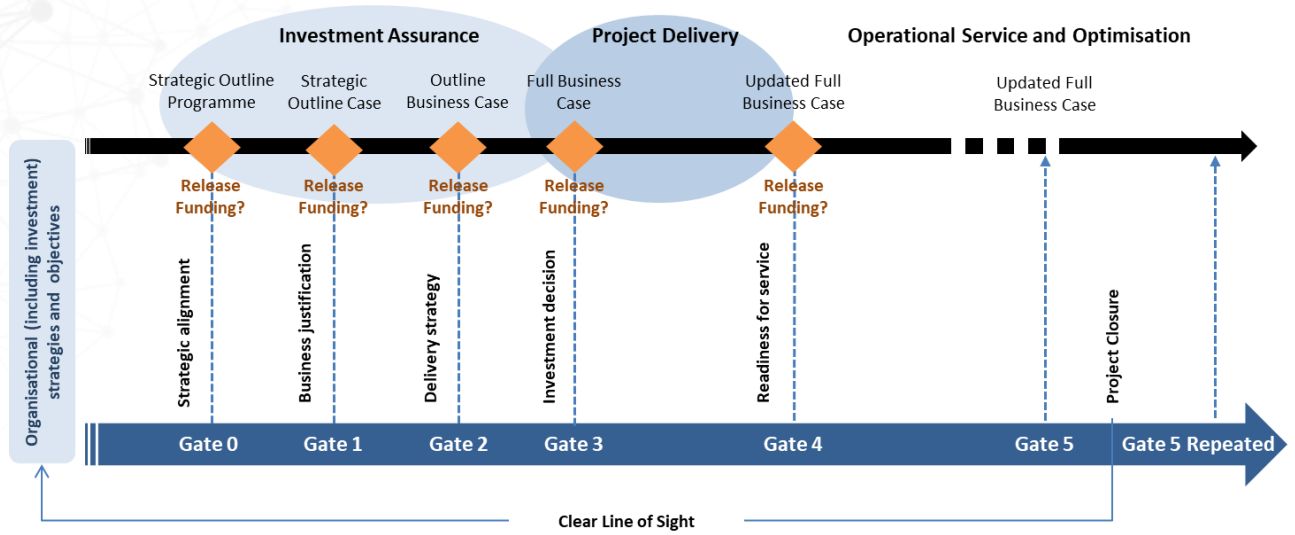 Investment Assurance
Project Delivery
Operational Service and Optimisation
Strategic Outline
Programme
Strategic
Outline Case
Outline
Business Case
Full Business
Case
Updated Full
Business Case
Updated Full
Business Case
Release
Funding?
Release
Funding?
Release
Funding?
Release
Funding?
Release
Funding?
Organisational (including investment)
strategies and objectives
Strategic alignment
Business justification
Delivery strategy
Investment decision
Readiness for service
Project Closure
Gate 0
Gate 1
Gate 2
Gate 3
Gate 4
Gate 5
Gate 5 Repeated
Clear Line of Sight